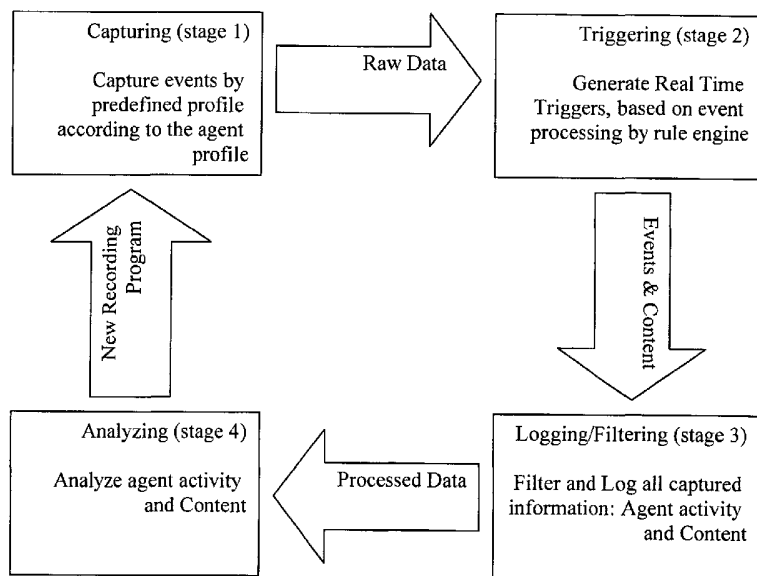 Capturing (stage 1)
Capture events by
predefined profile
according to the agent
profile
Raw Data
Triggering (stage 2)
Generate Real Time
Triggers, based on event
processing by rule engine
Events & Content
Logging/Filtering (stage 3)
Filter and Log all captured
information: Agent activity
and Content
Processed Data
Analyzing (stage 4)
Analyze agent activity
and Content
New Recording
Program